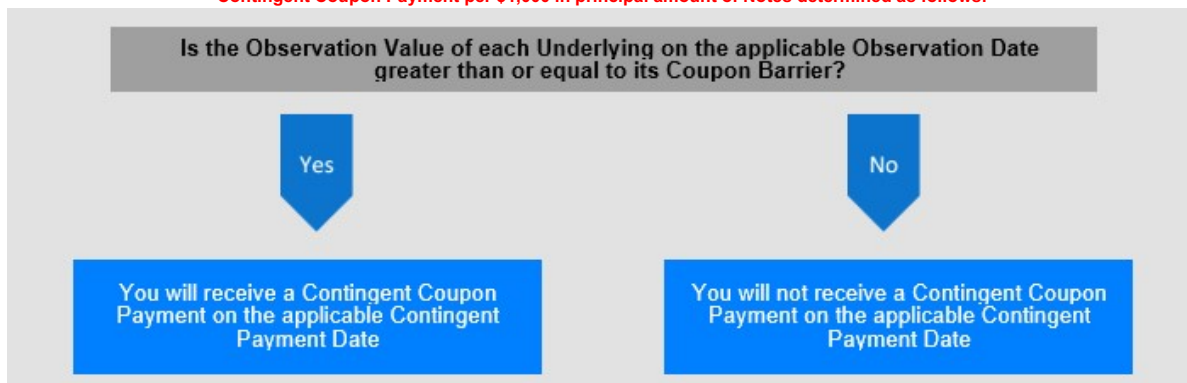 Contingent Coupon Payment per $1,000 in principal amount of Notes determined as follows:
Is the Observation Value of each Underlying on the applicable Observation Date
greater than or equal to its Coupon Barrier?
Yes
No
You will receive a Contingent Coupon
Payment on the applicable Contingent
Payment Date
You will not receive a Contingent Coupon
Payment on the applicable Contingent
Payment Date